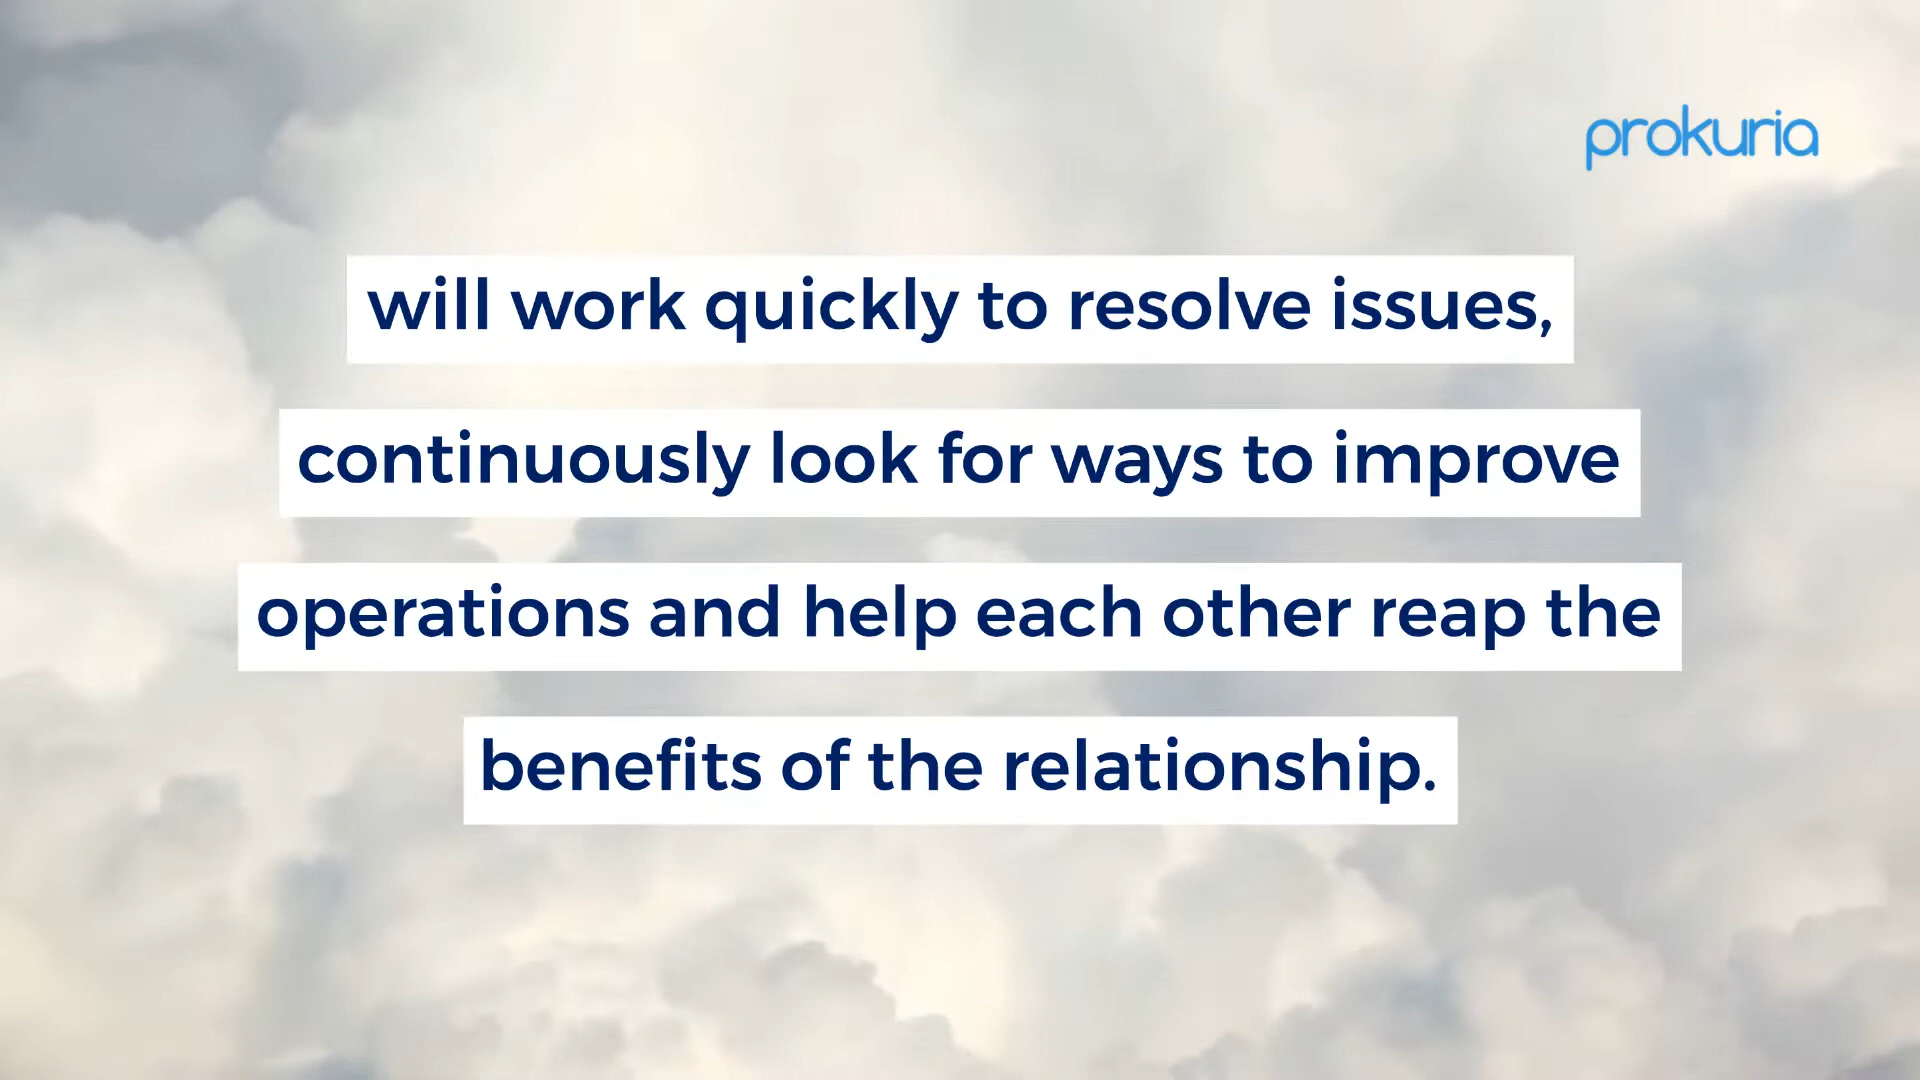 prokuria
will work quickly to resolve issues,
continuously look for ways to improve
operations and help each other reap the
benefits of the relationship.